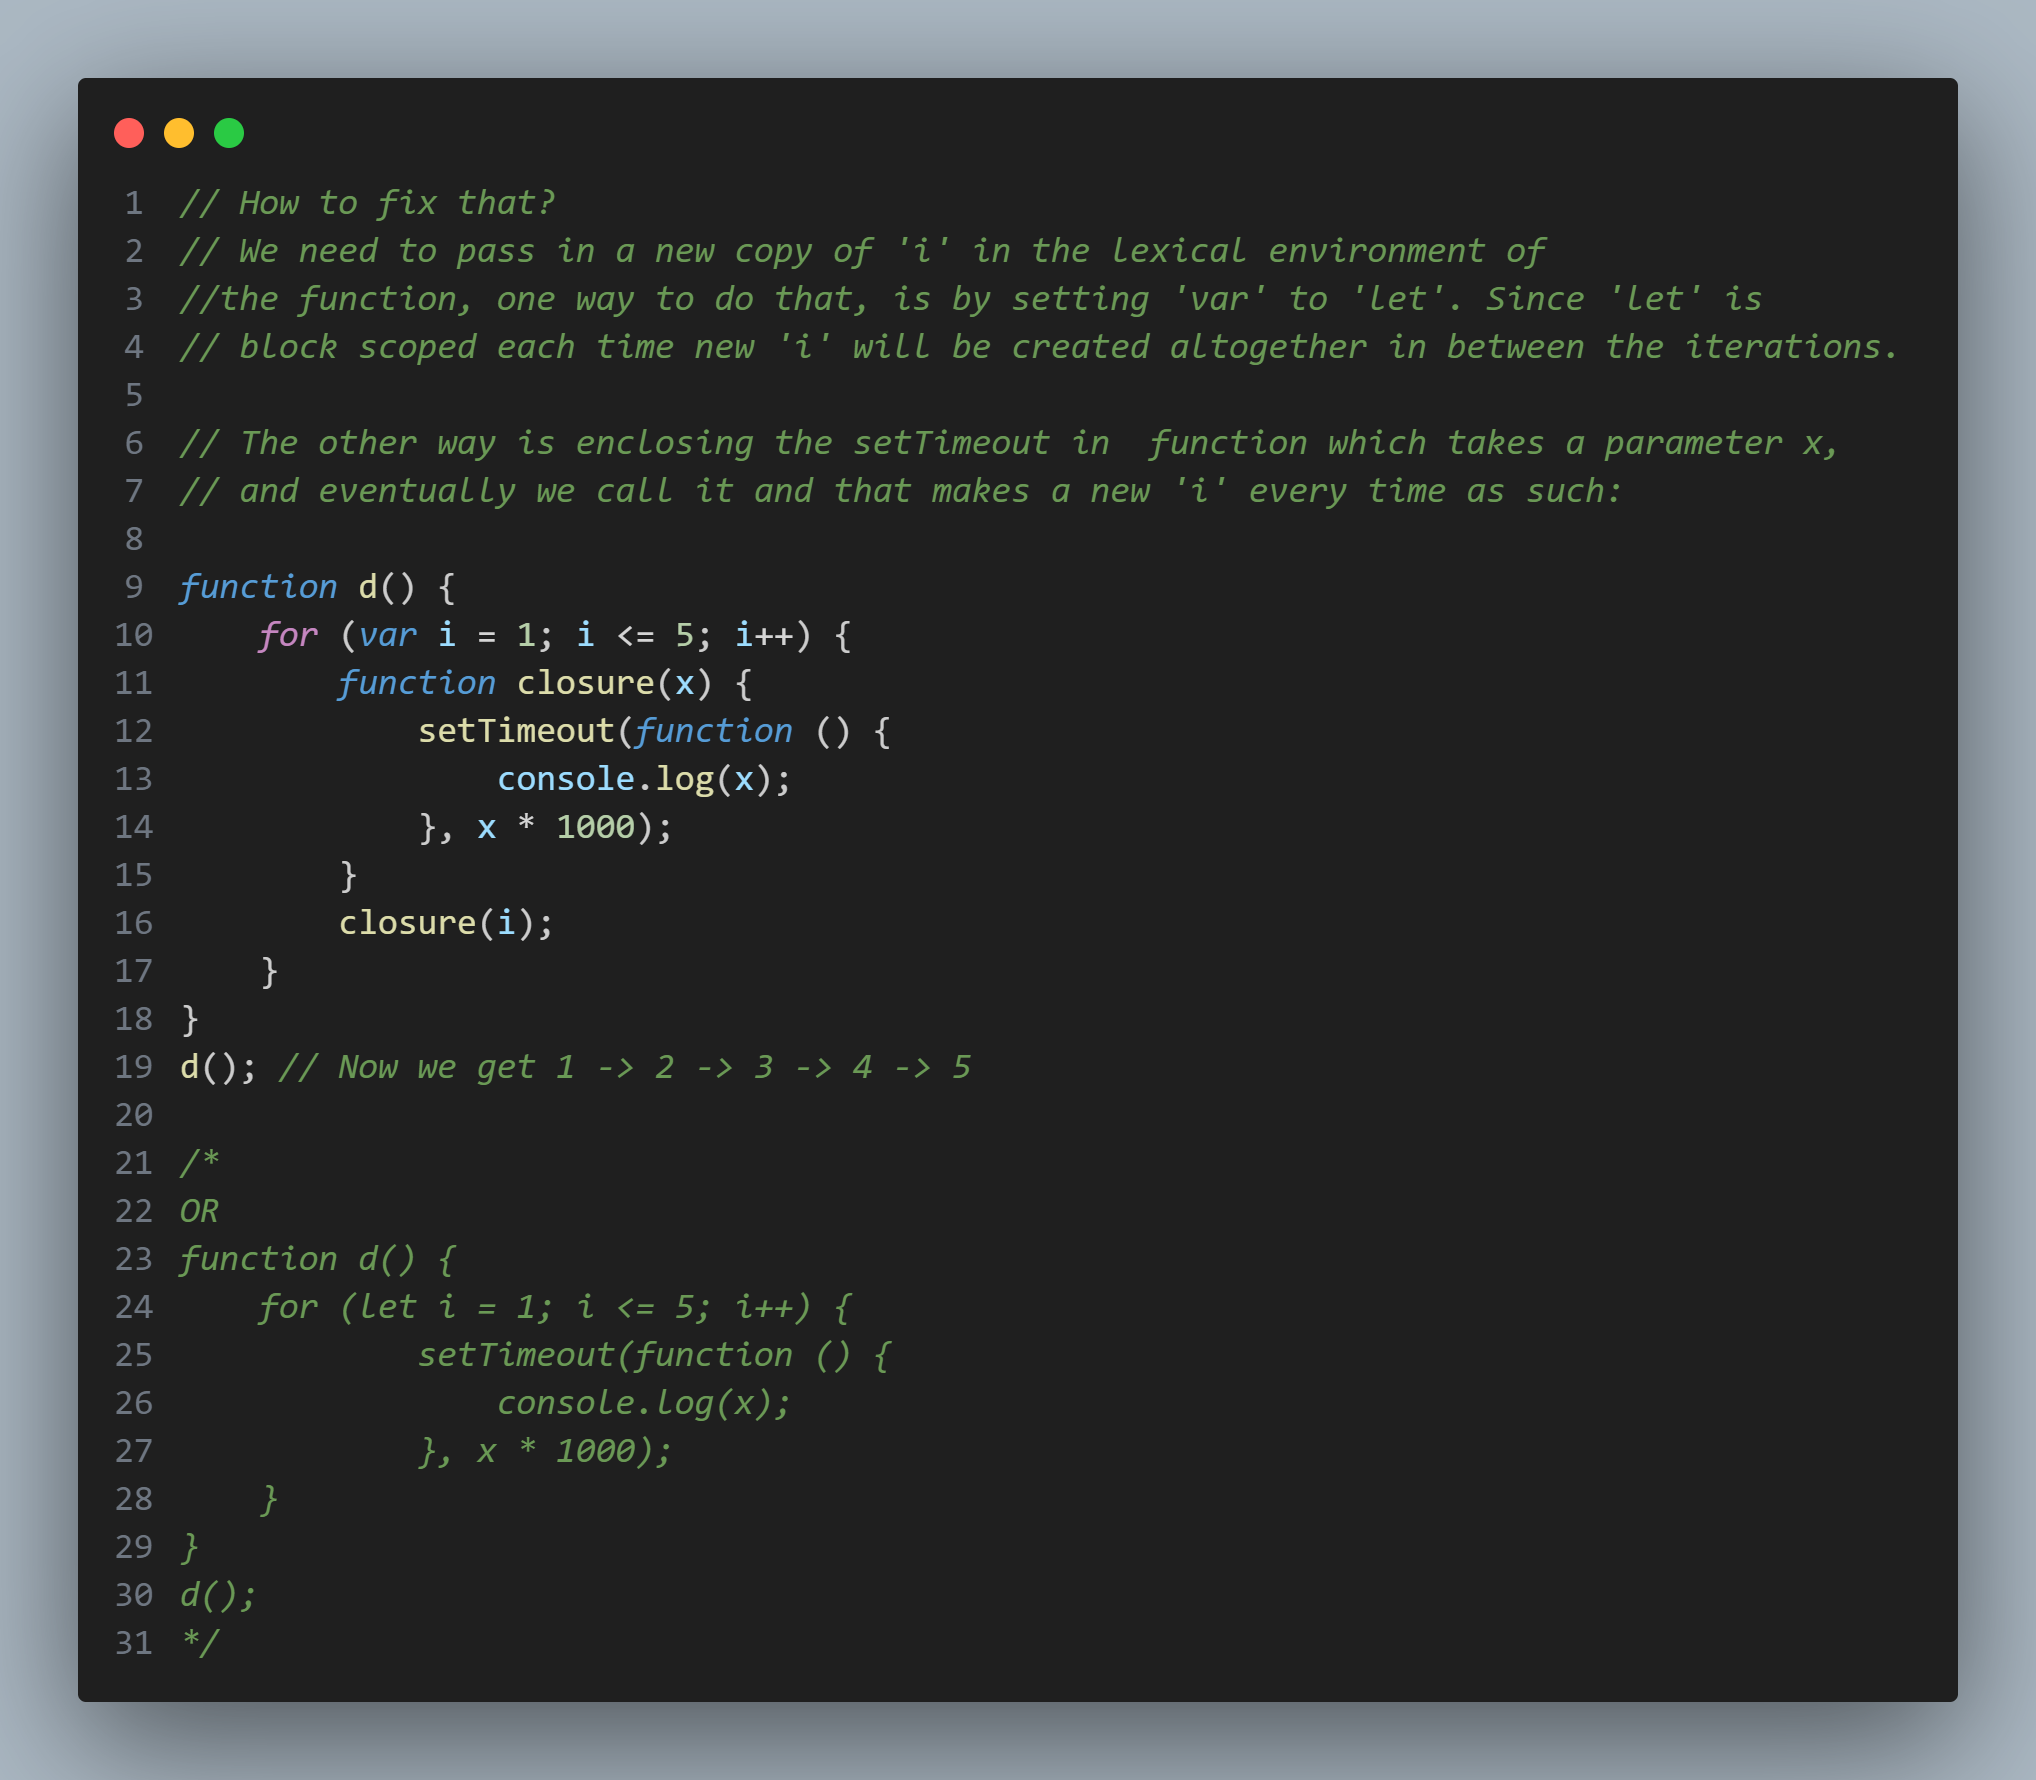 1 // How to fix that?
2 // We need to pass in a new copy of 'i' in the lexical environment of
3 //the function, one way to do that, is by setting 'var' to 'let'. Since 'let' is
4 // block scoped each time new 'i' will be created altogether in between the iterations.
5
6 // The other way is enclosing the setTimeout in  function which takes a parameter x,
7 // and eventually we call it and that makes a new 'i' every time as such:
8
9 function d() {
10     for (var i = 1; i <= 5; i++) {
11         function closure(x) {
12             setTimeout(function () {
13                 console.log(x);
14             }, x * 1000);
15         }
16         closure(i);
17     }
18 }
19 d(); // Now we get 1 -> 2 -> 3 -> 4 -> 5
20
21 /*
22 OR
23 function d() {
24     for (let i = 1; i <= 5; i++) {
25             setTimeout(function () {
26                 console.log(x);
27             }, x * 1000);
28     }
29 }
30 d();
31 */